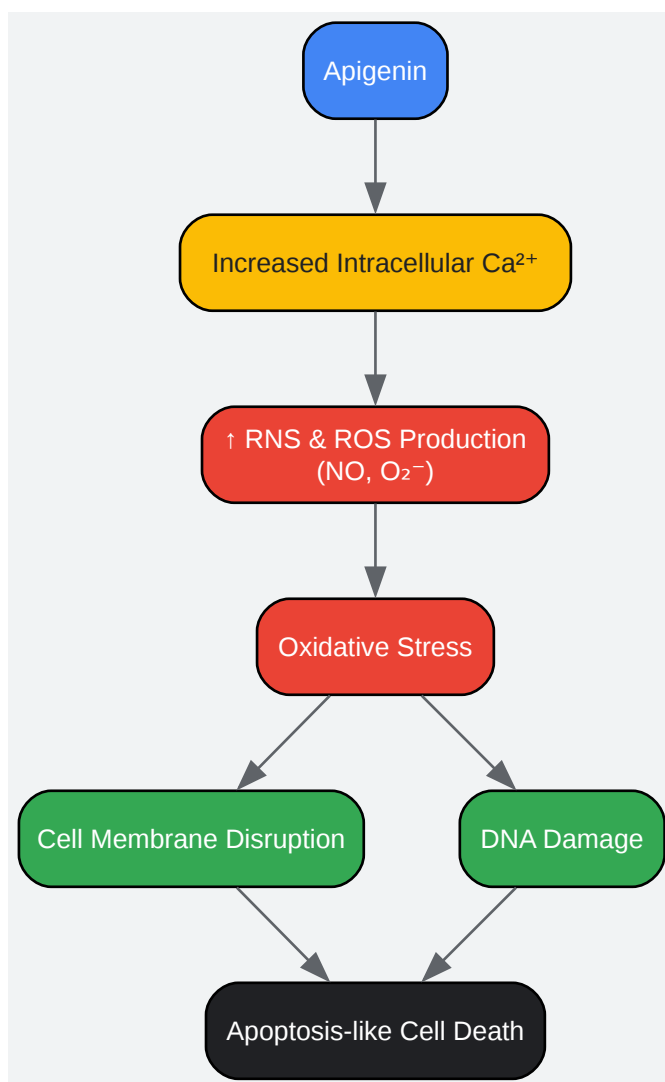 Apigenin
Increased Intracellular Ca²⁺
↑ RNS & ROS Production
(NO, O₂⁻)
Oxidative Stress
Cell Membrane Disruption
DNA Damage
Apoptosis-like Cell Death